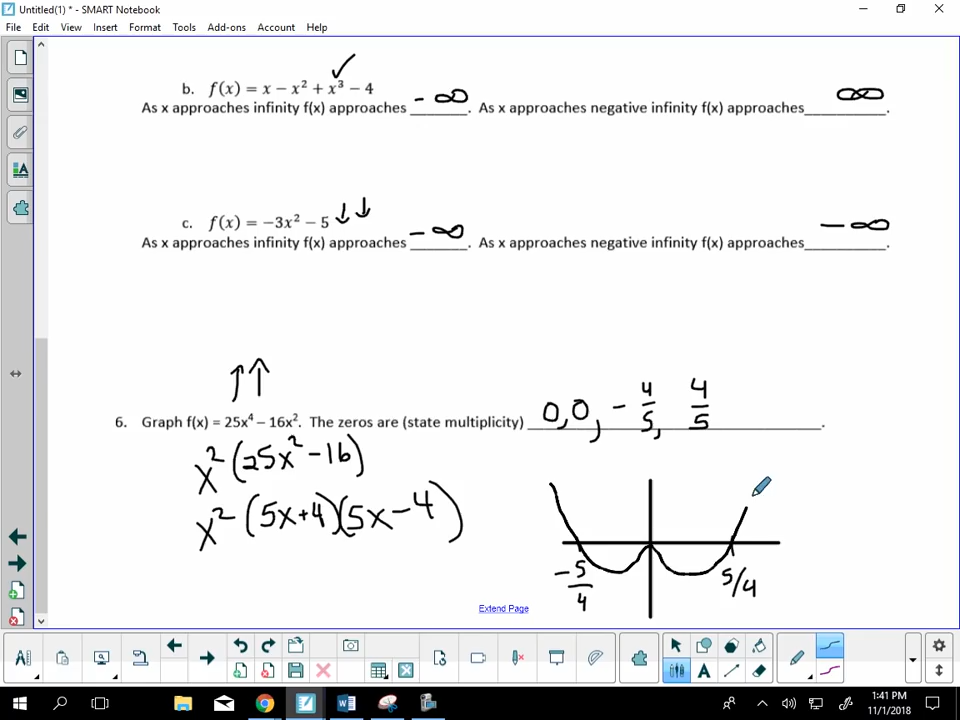 Untitled(1) * - SMART Notebook
File Edit View Insert Format Tools Add-ons Account Help
b. f(x) = x − x² + x³ − 4 ✓
As x approaches infinity f(x) approaches - ∞. As x approaches negative infinity f(x) approaches ∞.
c. f(x) = −3x² − 5 ↓↓
As x approaches infinity f(x) approaches - ∞. As x approaches negative infinity f(x) approaches - ∞.
↑↑
6. Graph f(x) = 25x⁴ − 16x². The zeros are (state multiplicity) 0,0, -4/5, 4/5.
x²(25x² - 16)
x²(5x+4)(5x-4)
-5/4
5/4
Extend Page
1:41 PM
11/1/2018